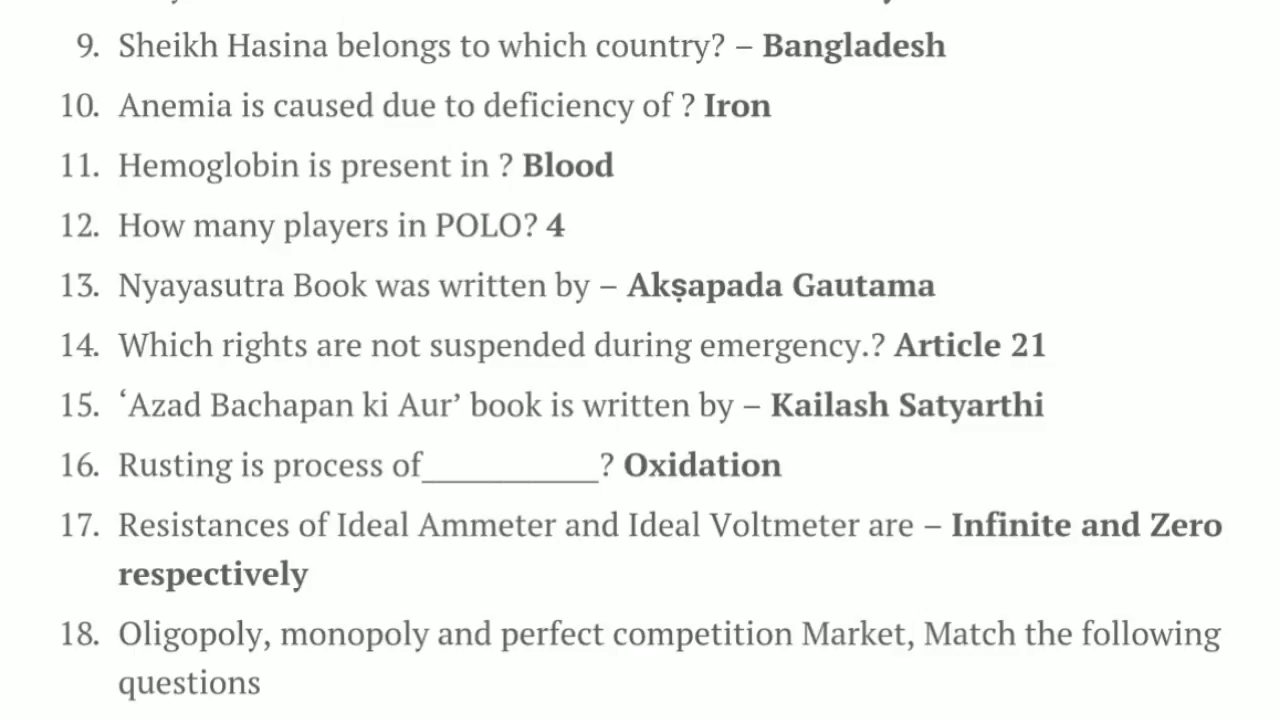 9. Sheikh Hasina belongs to which country? – Bangladesh
10. Anemia is caused due to deficiency of ? Iron
11. Hemoglobin is present in ? Blood
12. How many players in POLO? 4
13. Nyayasutra Book was written by – Akṣapada Gautama
14. Which rights are not suspended during emergency.? Article 21
15. ‘Azad Bachapan ki Aur’ book is written by – Kailash Satyarthi
16. Rusting is process of__________? Oxidation
17. Resistances of Ideal Ammeter and Ideal Voltmeter are – Infinite and Zero
respectively
18. Oligopoly, monopoly and perfect competition Market, Match the following
questions